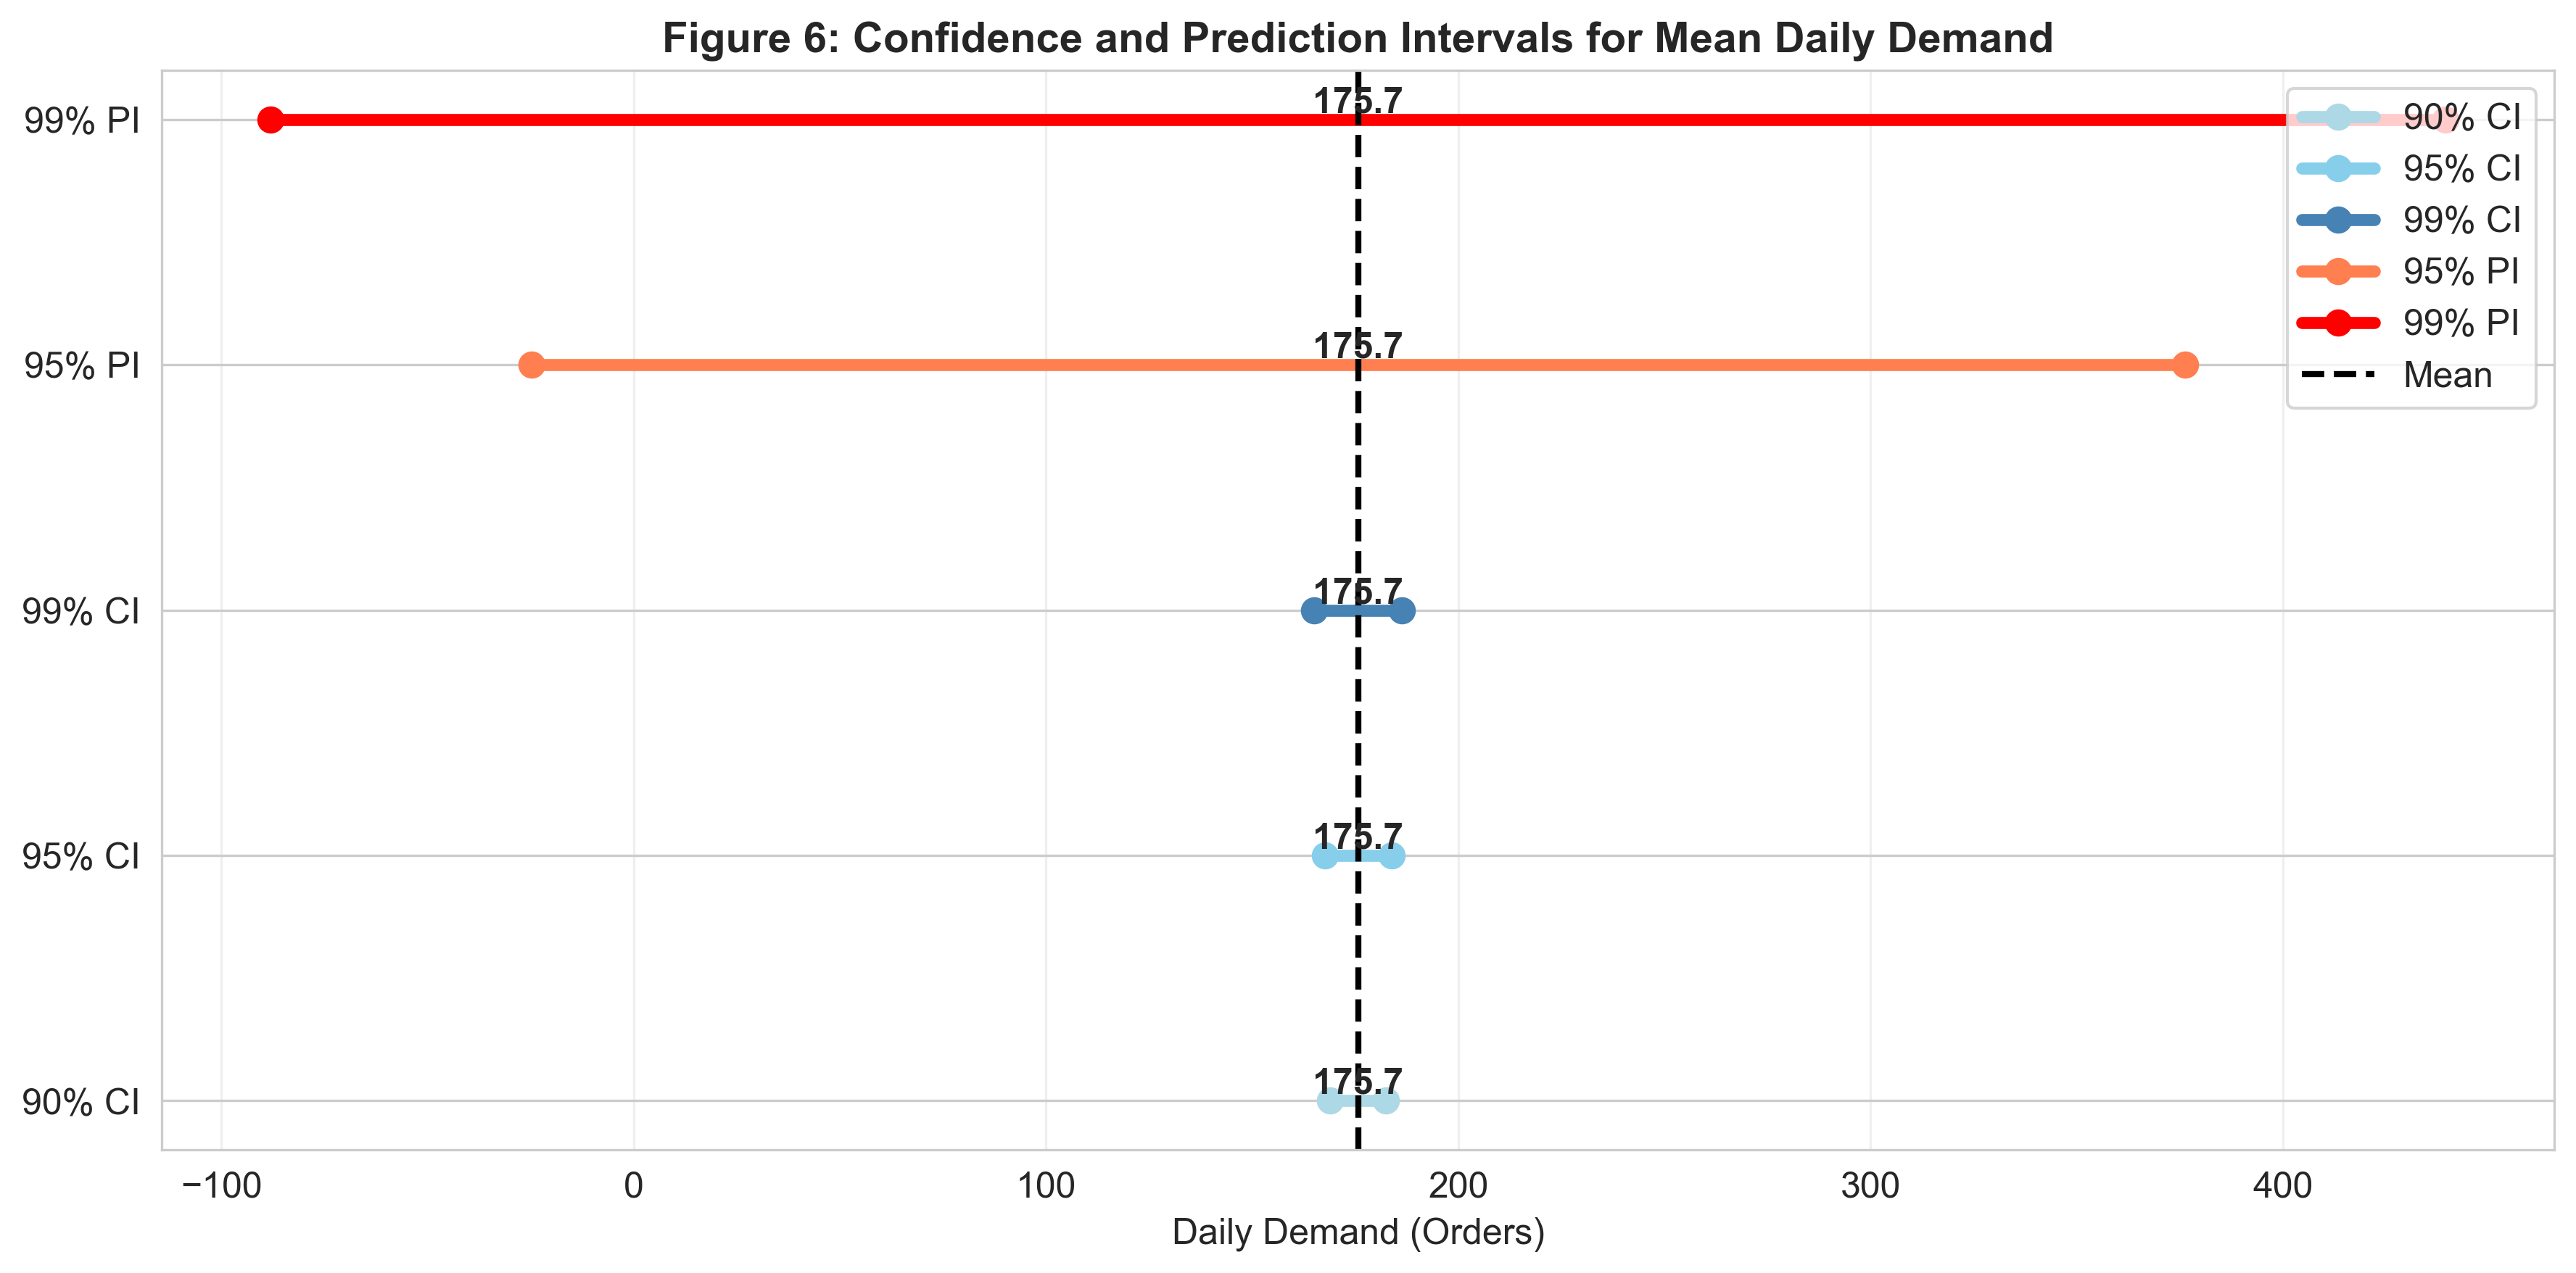 Figure 6: Confidence and Prediction Intervals for Mean Daily Demand
99% PI
175.7
95% PI
175.7
99% CI
175.7
95% CI
175.7
90% CI
175.7
90% CI
95% CI
99% CI
95% PI
99% PI
Mean
−100 0 100 200 300 400
Daily Demand (Orders)